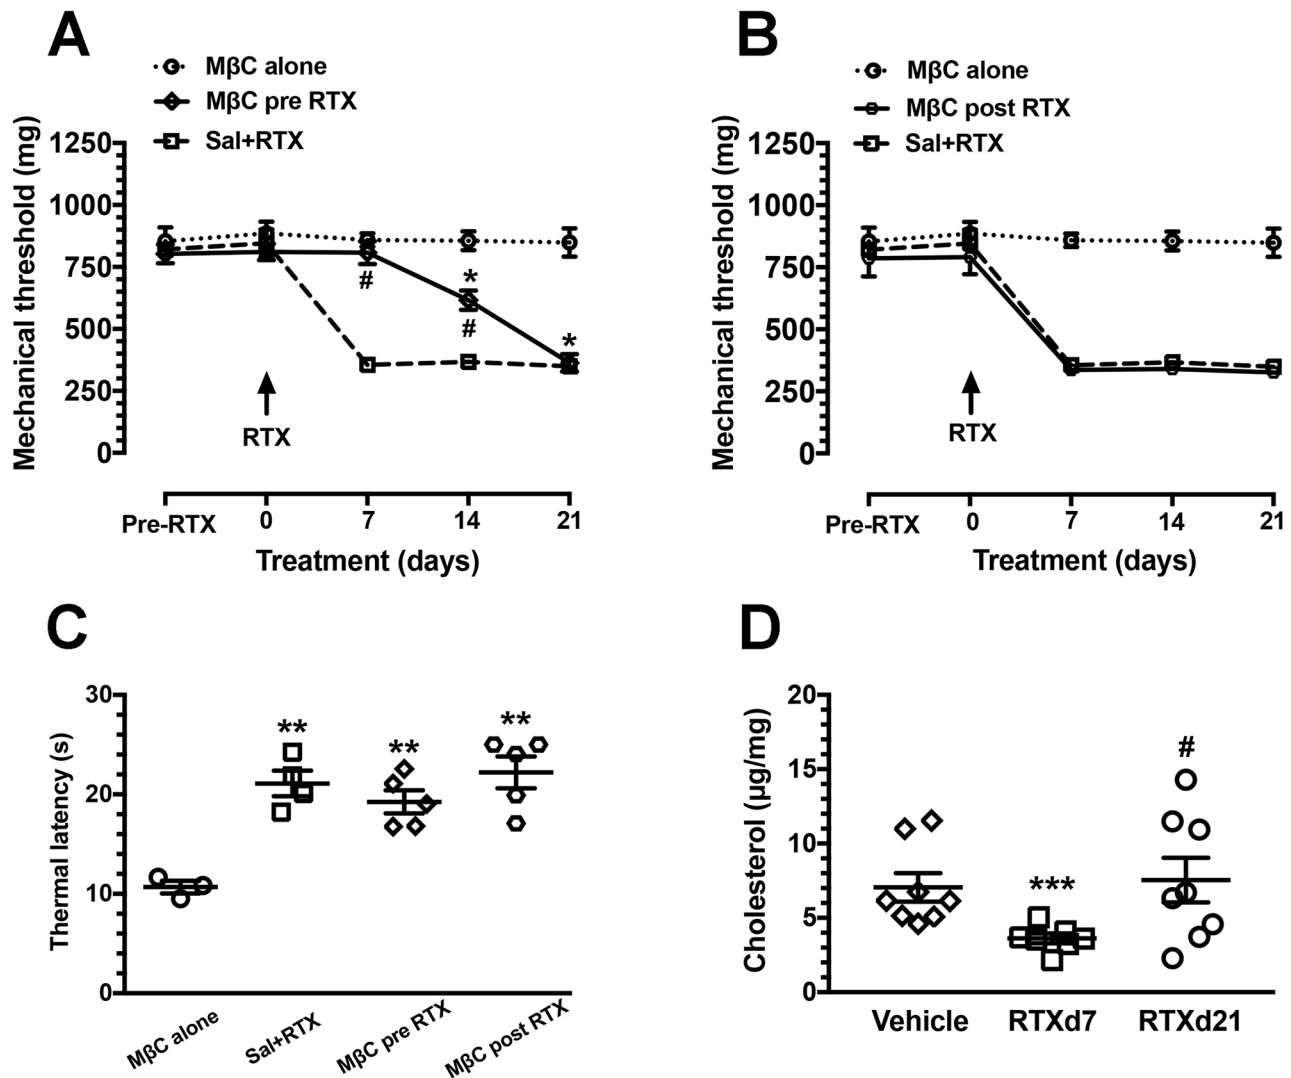 A
MβC alone
MβC pre RTX
Sal+RTX
Mechanical threshold (mg)
1250
1000
750
500
250
0
#
*
#
*
RTX
Pre-RTX
0
7
14
21
Treatment (days)
B
MβC alone
MβC post RTX
Sal+RTX
Mechanical threshold (mg)
1250
1000
750
500
250
0
RTX
Pre-RTX
0
7
14
21
Treatment (days)
C
Thermal latency (s)
30
20
10
0
**
**
**
MβC alone
Sal+RTX
MβC pre RTX
MβC post RTX
D
Cholesterol (µg/mg)
20
15
10
5
0
***
#
Vehicle
RTXd7
RTXd21